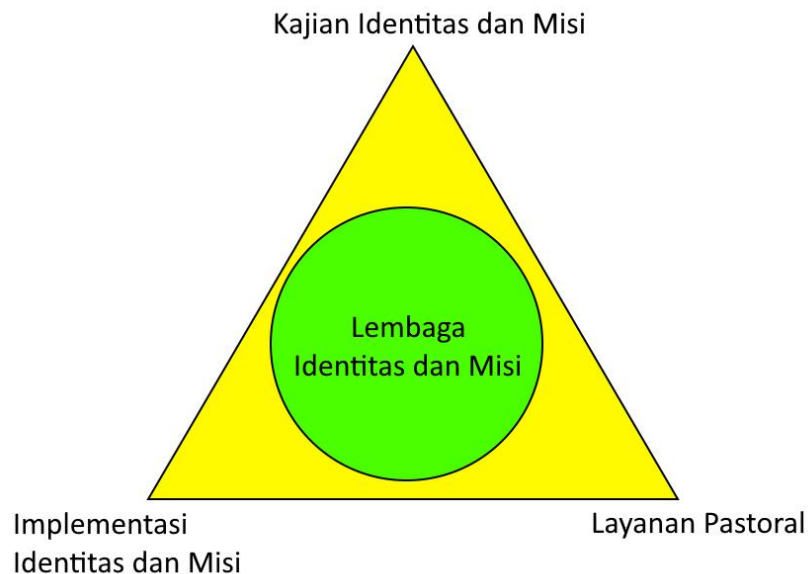 Kajian Identitas dan Misi
Lembaga
Identitas dan Misi
Implementasi
Identitas dan Misi
Layanan Pastoral